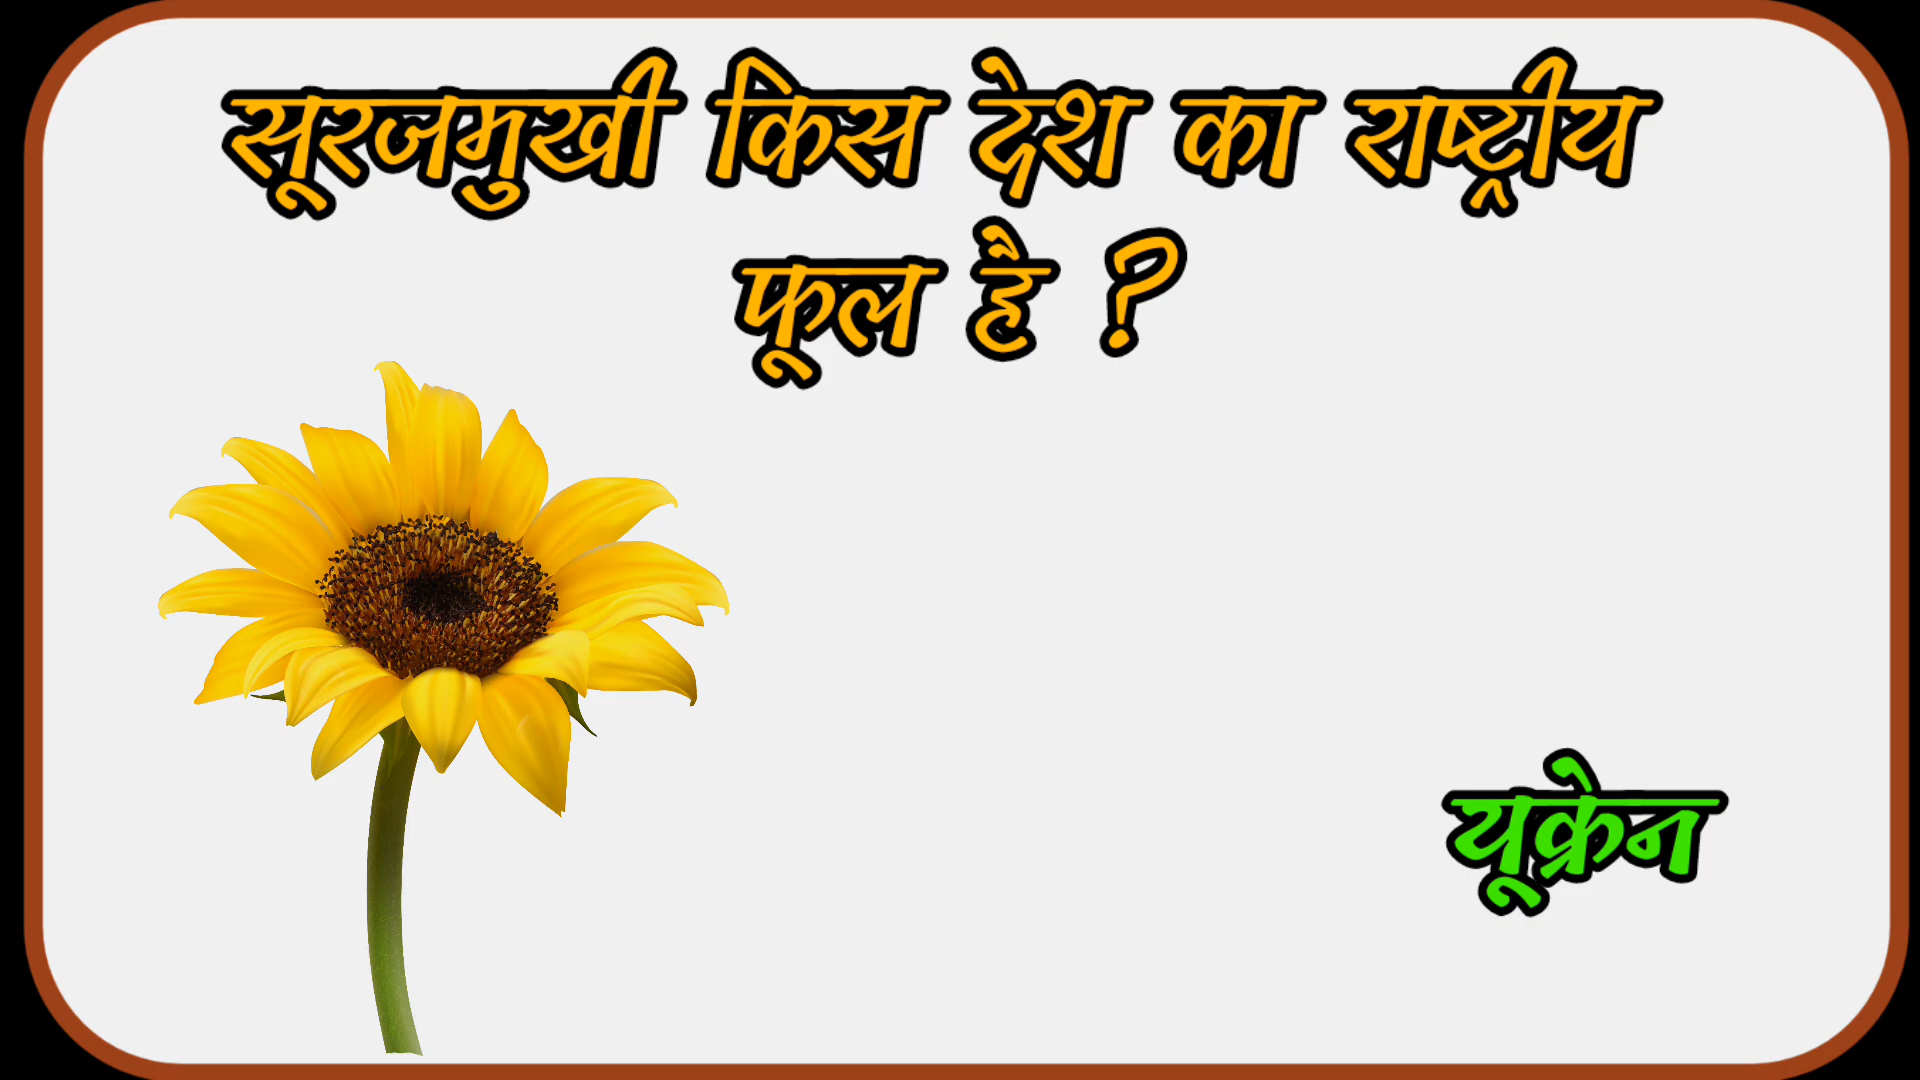 सूरजमुखी किस देश का राष्ट्रीय
फूल है ?
यूक्रेन